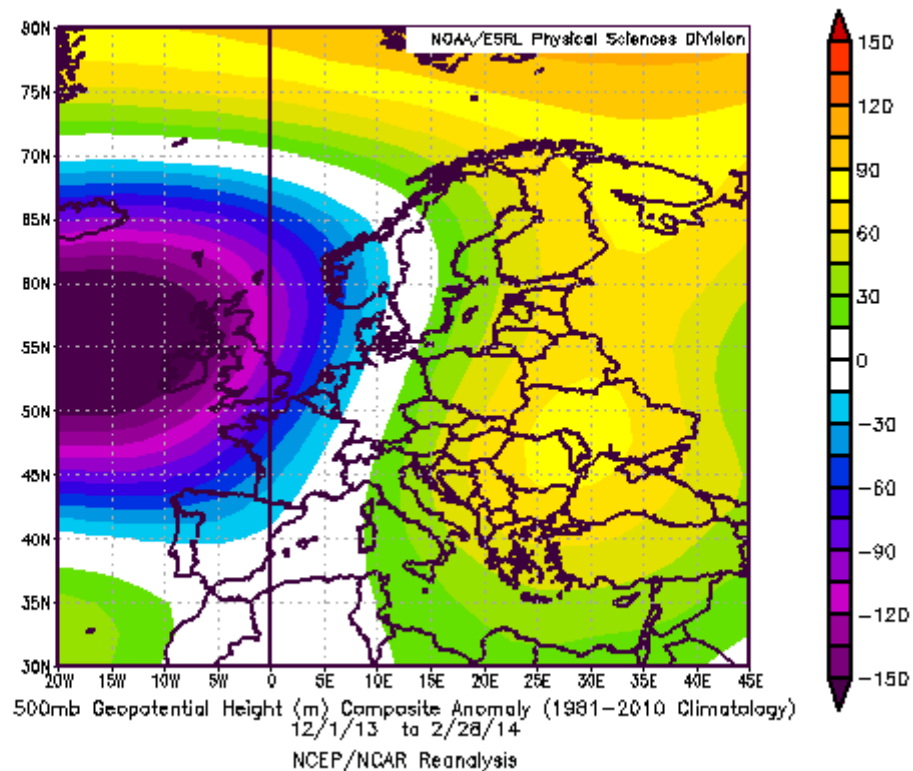 NOAA/ESRL Physical Sciences Division
80N
75N
70N
65N
60N
55N
50N
45N
40N
35N
30N
20W 15W 10W 5W 0 5E 10E 15E 20E 25E 30E 35E 40E 45E
150
120
90
60
30
0
-30
-60
-90
-120
-150
500mb Geopotential Height (m) Composite Anomaly (1981-2010 Climatology)
12/1/13 to 2/28/14
NCEP/NCAR Reanalysis